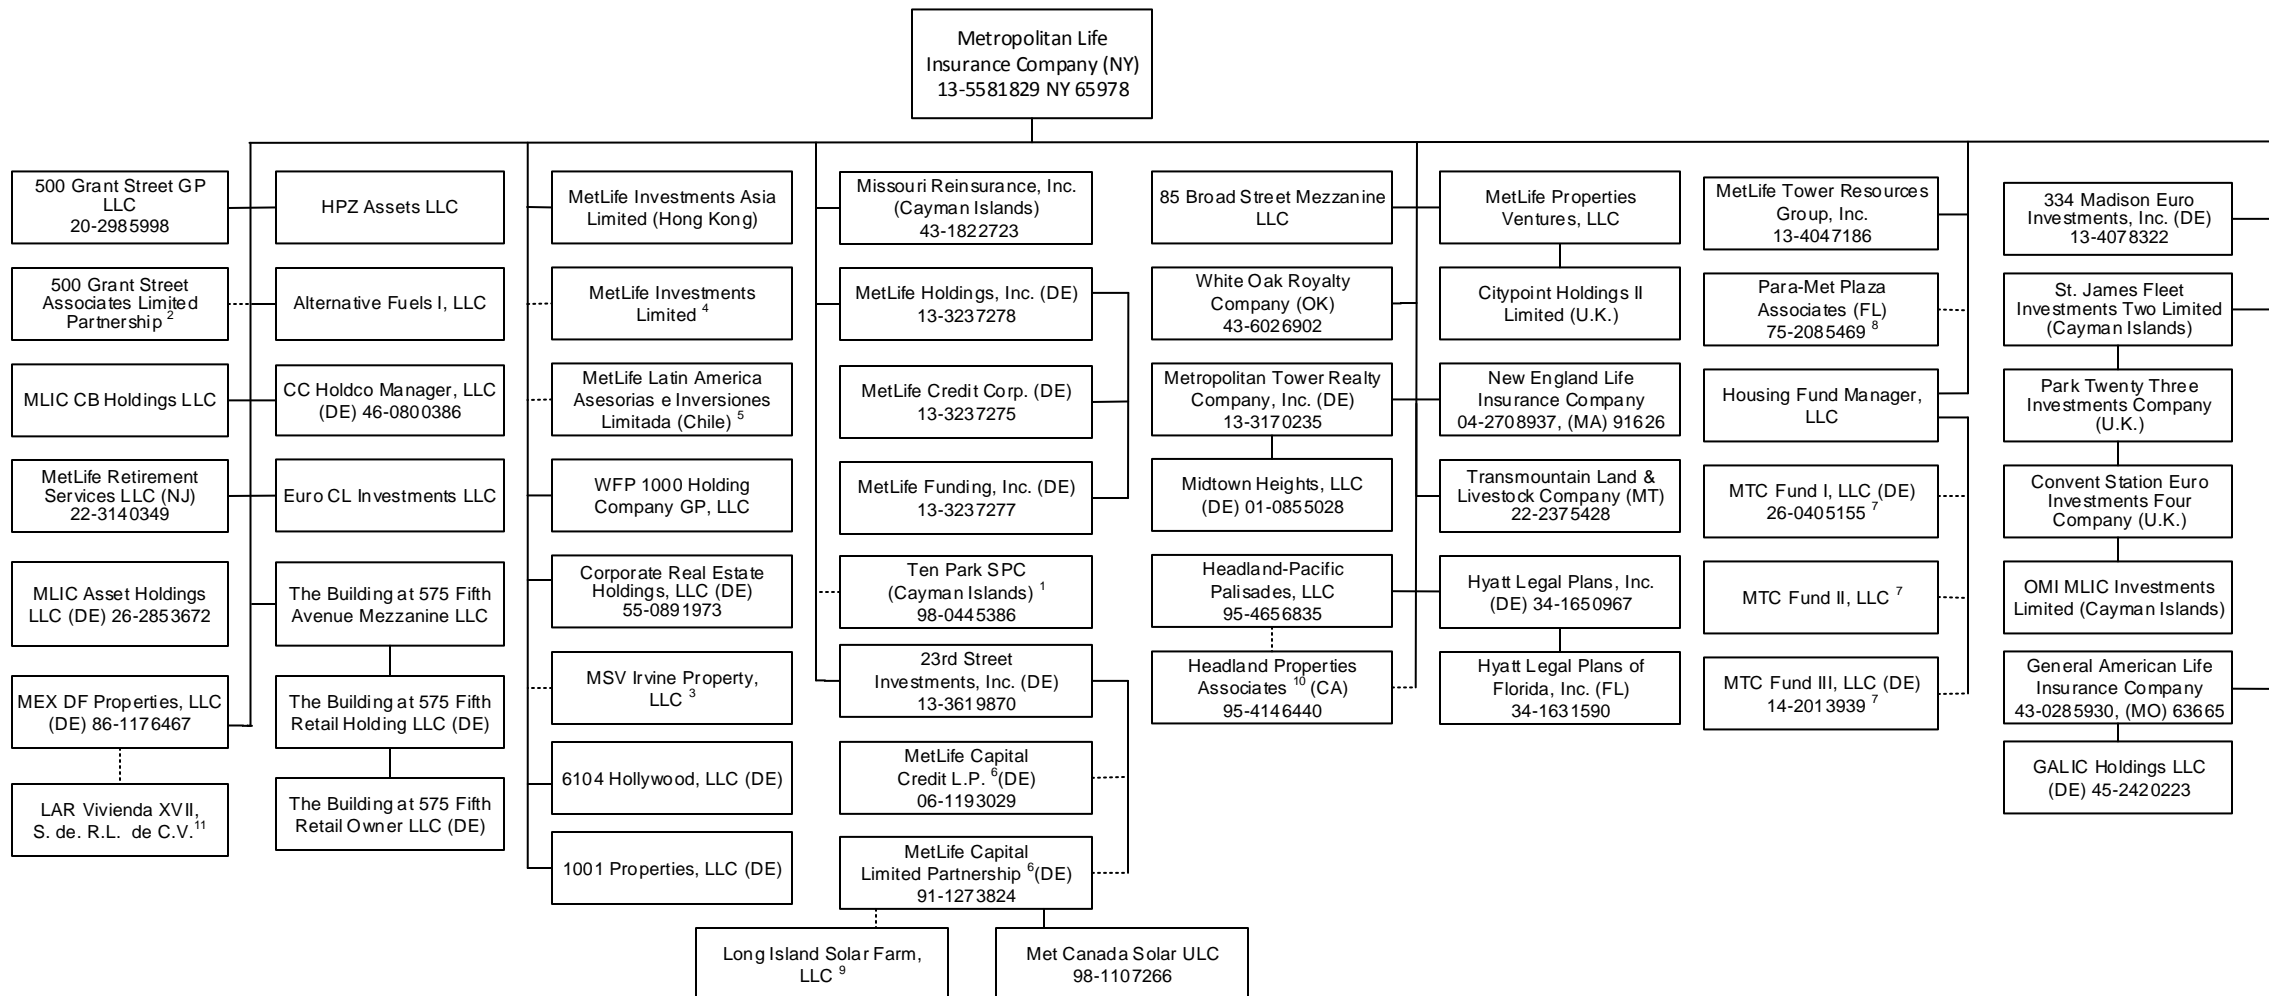 Metropolitan Life
Insurance Company (NY)
13-5581829 NY 65978
500 Grant Street GP
LLC
20-2985998
500 Grant Street
Associates Limited
Partnership 2
MLIC CB Holdings LLC
MetLife Retirement
Services LLC (NJ)
22-3140349
MLIC Asset Holdings
LLC (DE) 26-2853672
MEX DF Properties, LLC
(DE) 86-1176467
LAR Vivienda XVII,
S. de. R.L. de C.V.11
HPZ Assets LLC
Alternative Fuels I, LLC
CC Holdco Manager, LLC
(DE) 46-0800386
Euro CL Investments LLC
The Building at 575 Fifth
Avenue Mezzanine LLC
The Building at 575 Fifth
Retail Holding LLC (DE)
The Building at 575 Fifth
Retail Owner LLC (DE)
MetLife Investments Asia
Limited (Hong Kong)
MetLife Investments
Limited 4
MetLife Latin America
Asesorias e Inversiones
Limitada (Chile) 5
WFP 1000 Holding
Company GP, LLC
Corporate Real Estate
Holdings, LLC (DE)
55-0891973
MSV Irvine Property,
LLC 3
6104 Hollywood, LLC (DE)
1001 Properties, LLC (DE)
Missouri Reinsurance, Inc.
(Cayman Islands)
43-1822723
MetLife Holdings, Inc. (DE)
13-3237278
MetLife Credit Corp. (DE)
13-3237275
MetLife Funding, Inc. (DE)
13-3237277
Ten Park SPC
(Cayman Islands) 1
98-0445386
23rd Street
Investments, Inc. (DE)
13-3619870
MetLife Capital
Credit L.P. 6(DE)
06-1193029
MetLife Capital
Limited Partnership 6(DE)
91-1273824
Long Island Solar Farm,
LLC 9
Met Canada Solar ULC
98-1107266
85 Broad Street Mezzanine
LLC
White Oak Royalty
Company (OK)
43-6026902
Metropolitan Tower Realty
Company, Inc. (DE)
13-3170235
Midtown Heights, LLC
(DE) 01-0855028
Headland-Pacific
Palisades, LLC
95-4656835
Headland Properties
Associates 10 (CA)
95-4146440
MetLife Properties
Ventures, LLC
Citypoint Holdings II
Limited (U.K.)
New England Life
Insurance Company
04-2708937, (MA) 91626
Transmountain Land &
Livestock Company (MT)
22-2375428
Hyatt Legal Plans, Inc.
(DE) 34-1650967
Hyatt Legal Plans of
Florida, Inc. (FL)
34-1631590
MetLife Tower Resources
Group, Inc.
13-4047186
Para-Met Plaza
Associates (FL)
75-2085469 8
Housing Fund Manager,
LLC
MTC Fund I, LLC (DE)
26-0405155 7
MTC Fund II, LLC 7
MTC Fund III, LLC (DE)
14-2013939 7
334 Madison Euro
Investments, Inc. (DE)
13-4078322
St. James Fleet
Investments Two Limited
(Cayman Islands)
Park Twenty Three
Investments Company
(U.K.)
Convent Station Euro
Investments Four
Company (U.K.)
OMI MLIC Investments
Limited (Cayman Islands)
General American Life
Insurance Company
43-0285930, (MO) 63665
GALIC Holdings LLC
(DE) 45-2420223